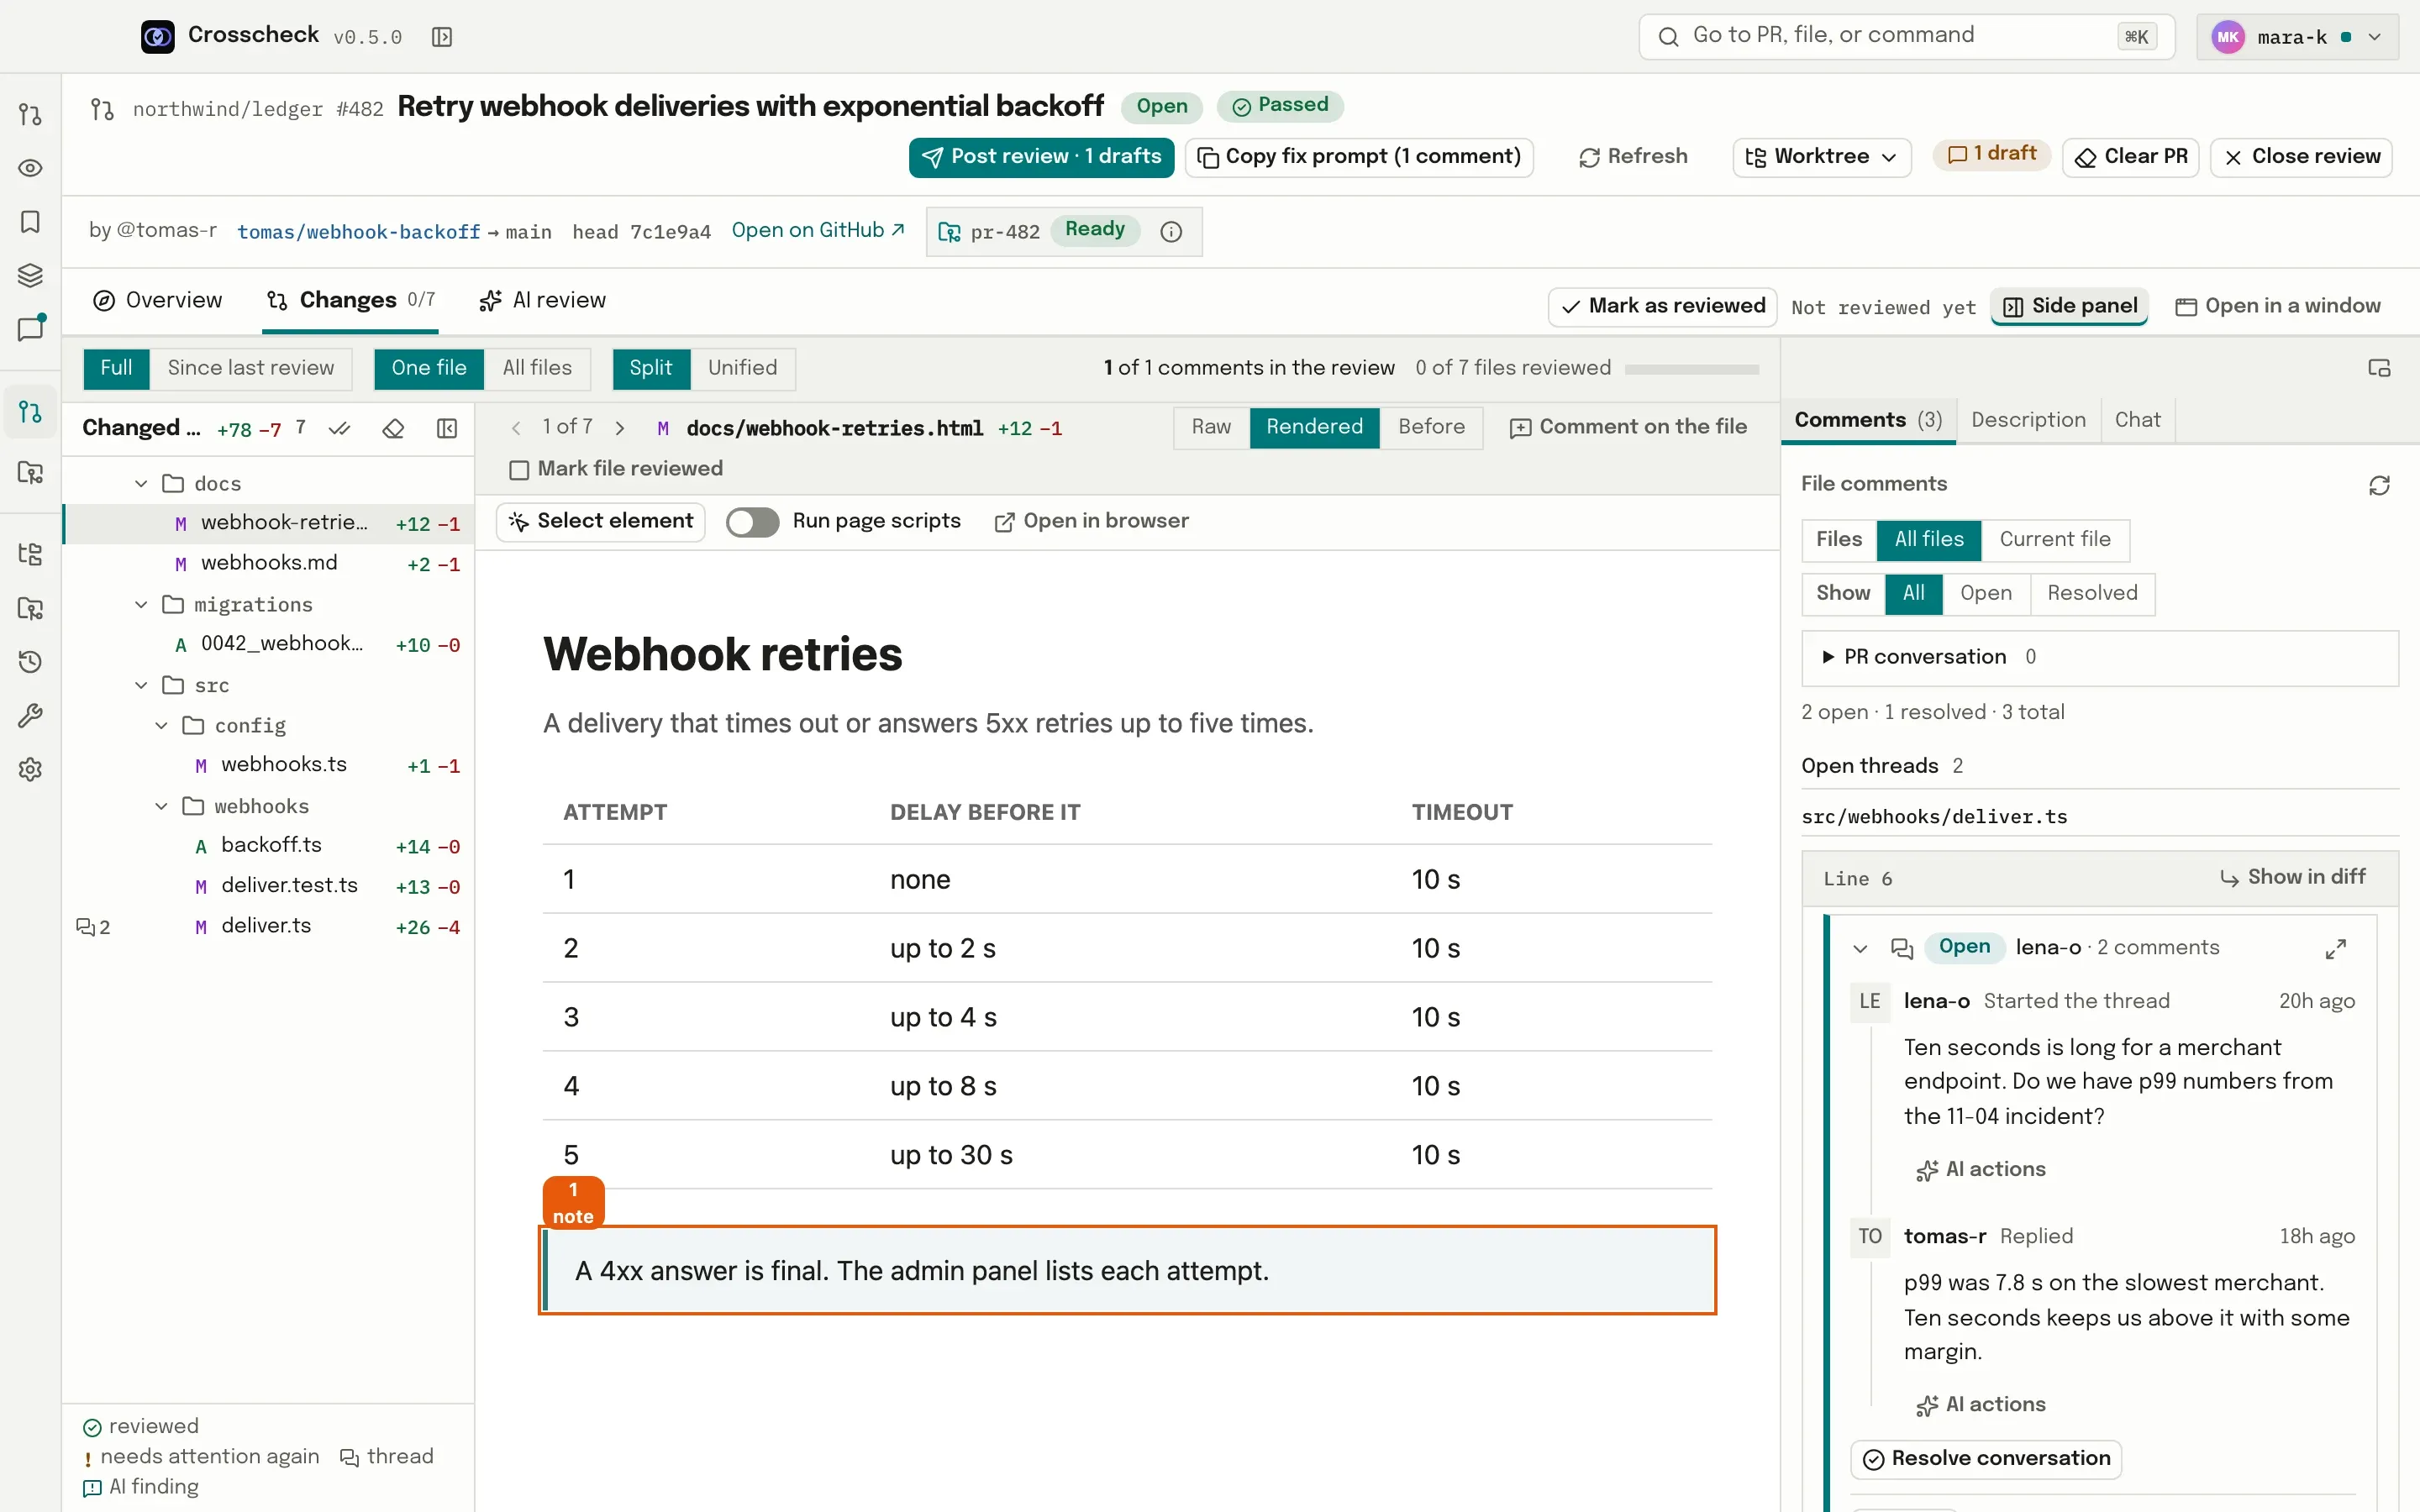 Crosscheck v0.5.0
Go to PR, file, or command ⌘K
MK mara-k
northwind/ledger #482 Retry webhook deliveries with exponential backoff Open Passed
Post review · 1 drafts Copy fix prompt (1 comment) Refresh Worktree 1 draft Clear PR Close review
by @tomas-r tomas/webhook-backoff → main head 7c1e9a4 Open on GitHub ↗ pr-482 Ready
Overview Changes 0/7 AI review
Mark as reviewed Not reviewed yet Side panel Open in a window
Full Since last review One file All files Split Unified
1 of 1 comments in the review 0 of 7 files reviewed
Changed ... +78 −7 7
docs
M webhook-retrie... +12 −1
M webhooks.md +2 −1
migrations
A 0042_webhook... +10 −0
src
config
M webhooks.ts +1 −1
webhooks
A backoff.ts +14 −0
M deliver.test.ts +13 −0
2 M deliver.ts +26 −4
reviewed
! needs attention again thread
AI finding
1 of 7 M docs/webhook-retries.html +12 −1
Raw Rendered Before Comment on the file
Mark file reviewed
Select element Run page scripts Open in browser
Webhook retries
A delivery that times out or answers 5xx retries up to five times.
ATTEMPT DELAY BEFORE IT TIMEOUT
1 none 10 s
2 up to 2 s 10 s
3 up to 4 s 10 s
4 up to 8 s 10 s
5 up to 30 s 10 s
1
note
A 4xx answer is final. The admin panel lists each attempt.
Comments (3) Description Chat
File comments
Files All files Current file
Show All Open Resolved
PR conversation 0
2 open · 1 resolved · 3 total
Open threads 2
src/webhooks/deliver.ts
Line 6 Show in diff
Open lena-o · 2 comments
LE lena-o Started the thread 20h ago
Ten seconds is long for a merchant
endpoint. Do we have p99 numbers from
the 11-04 incident?
AI actions
TO tomas-r Replied 18h ago
p99 was 7.8 s on the slowest merchant.
Ten seconds keeps us above it with some
margin.
AI actions
Resolve conversation